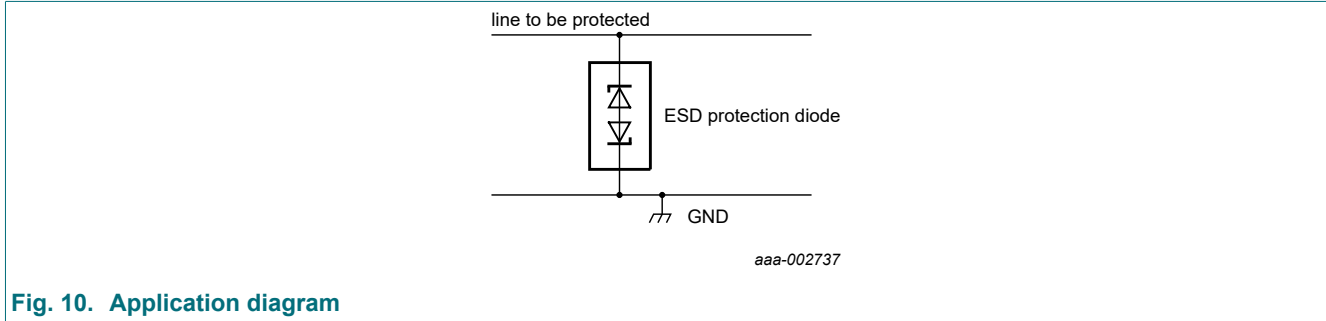 line to be protected
ESD protection diode
GND
aaa-002737
Fig. 10. Application diagram